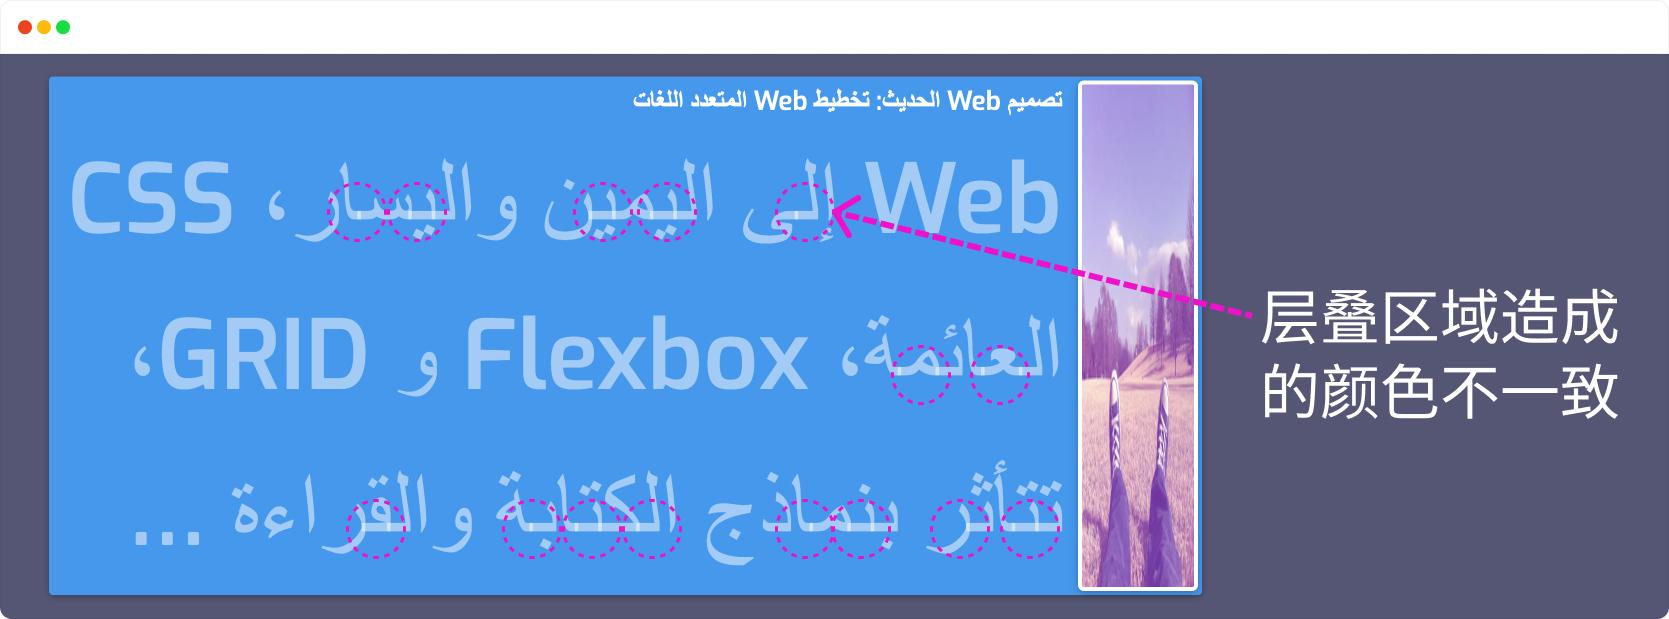 تصميم Web الحديث: تخطيط Web المتعدد اللغات
Web إلى اليمين واليسار، CSS
العائمة، Flexbox و GRID،
تتأثر بنماذج الكتابة والقراءة ...
层叠区域造成
的颜色不一致